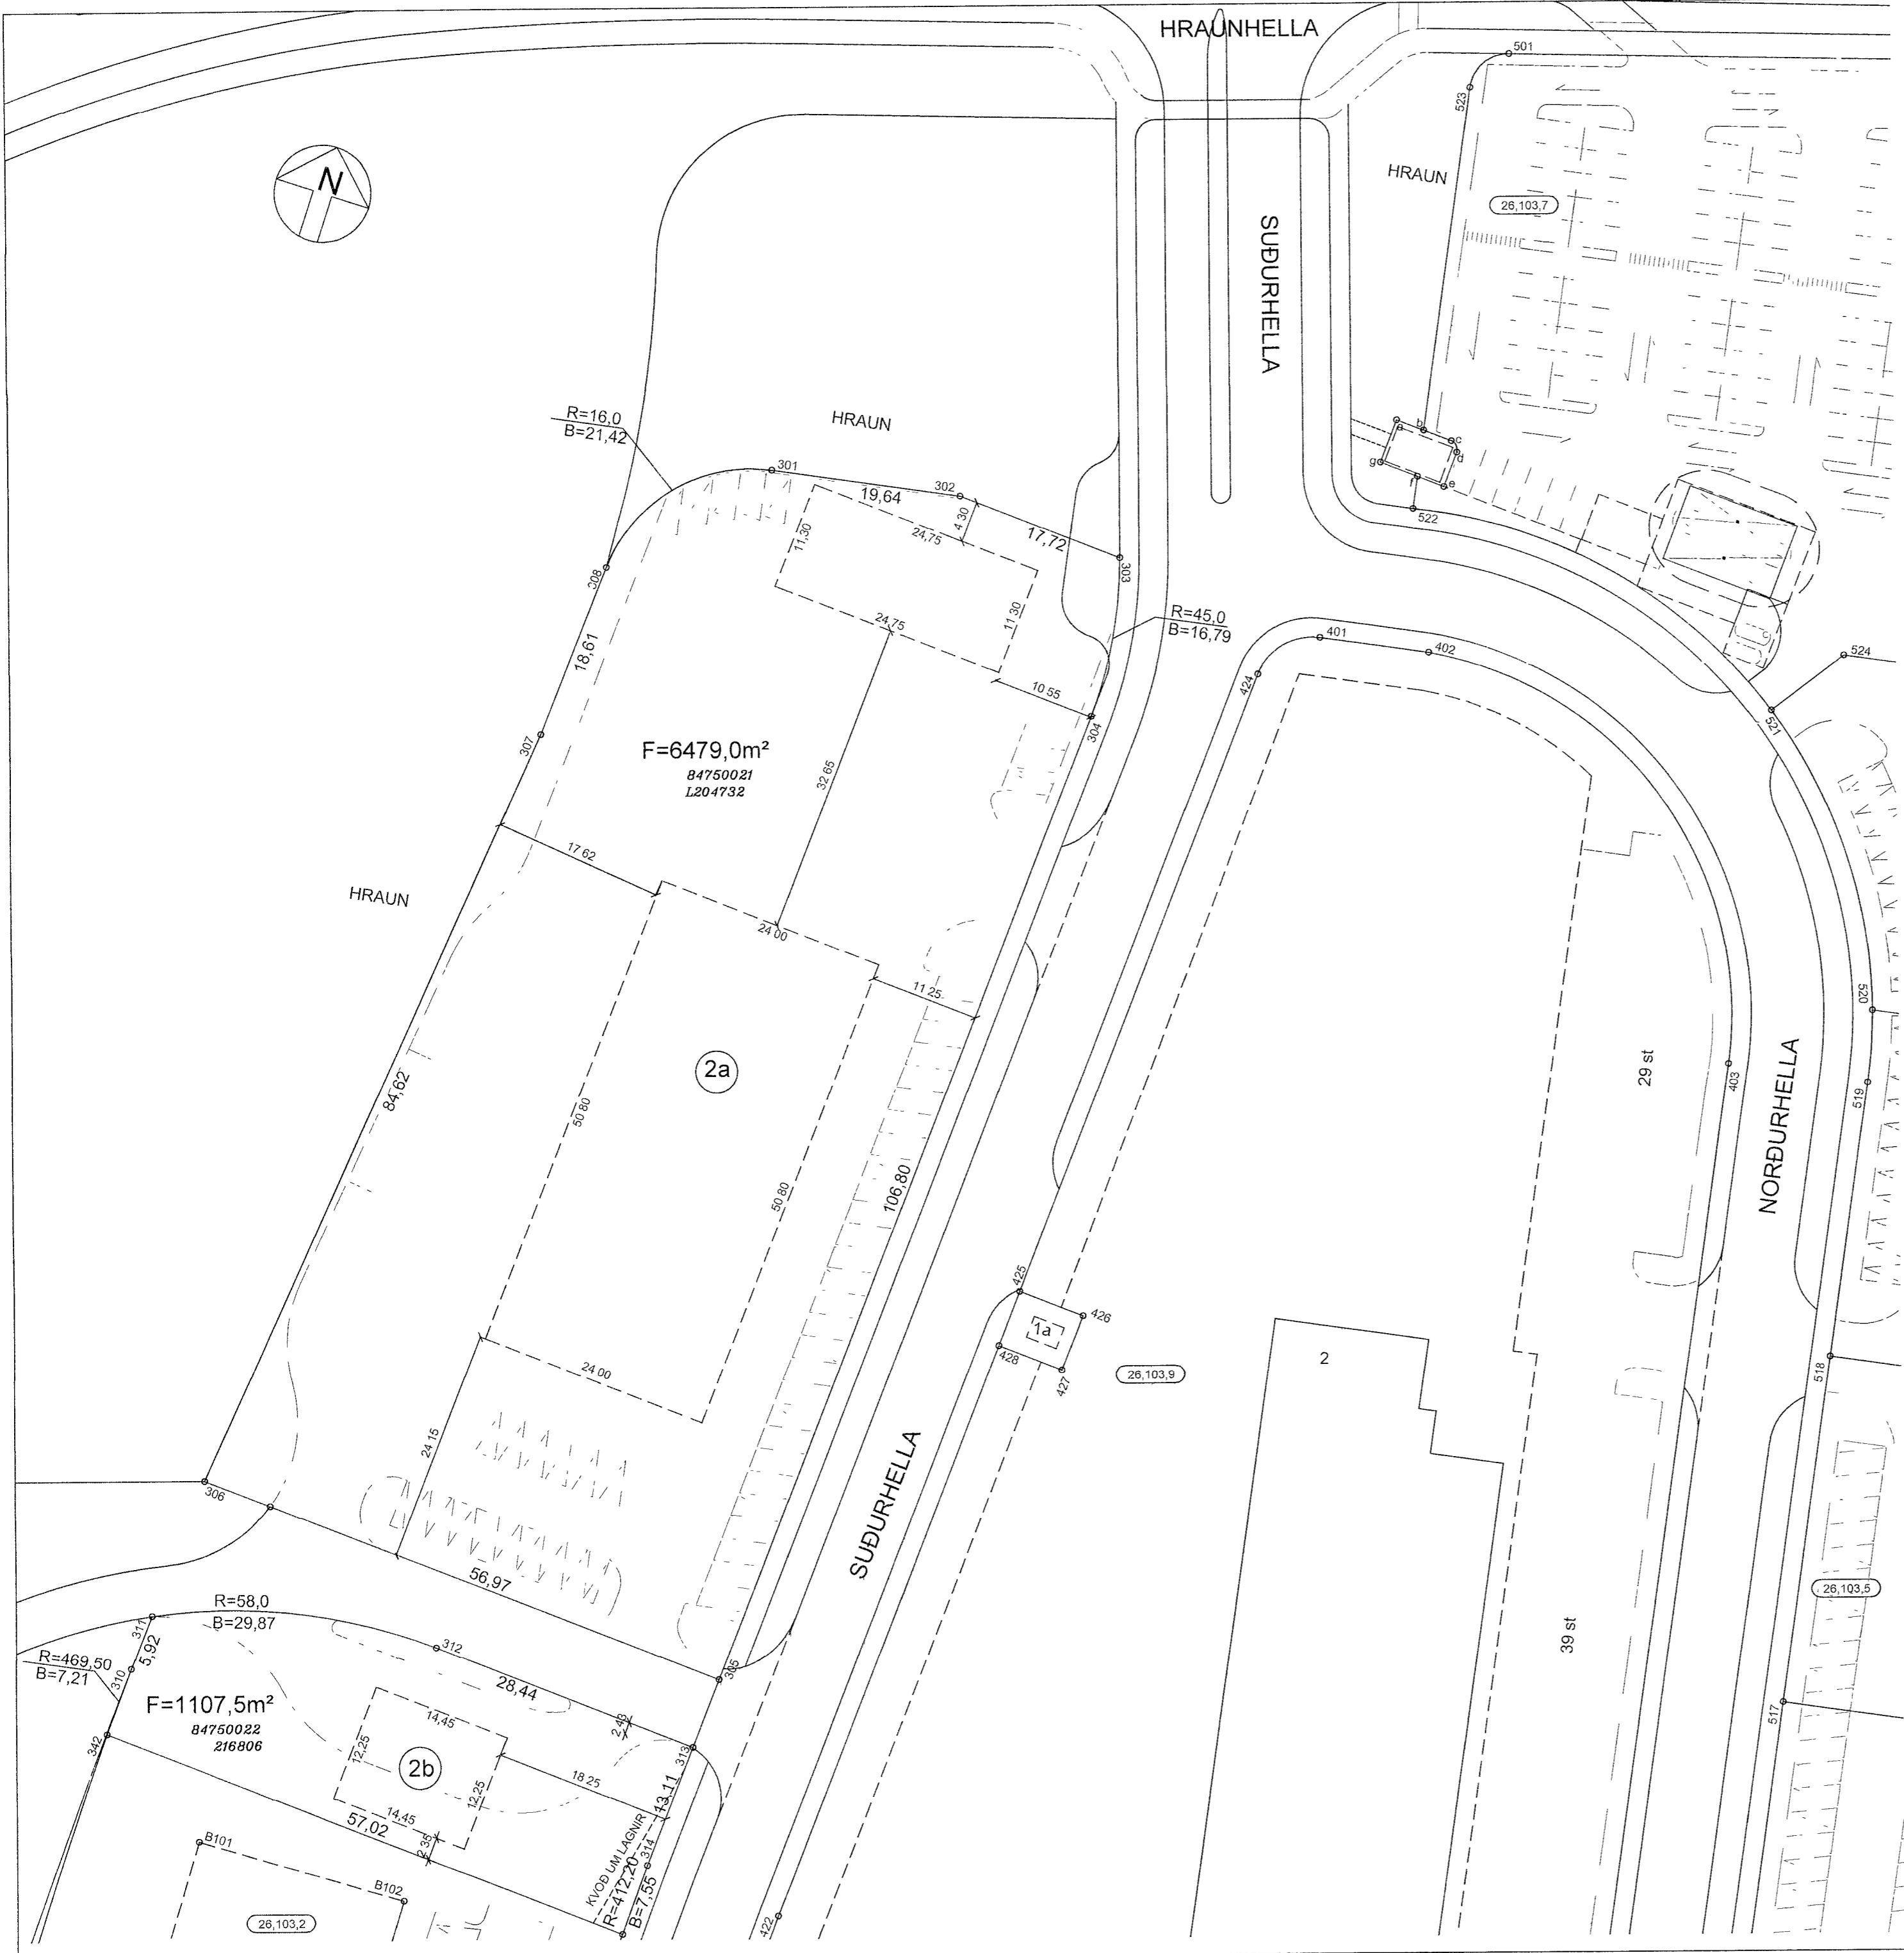 HRAUNHELLA
501
523
HRAUN
26,103,7
N
SUÐURHELLA
R=16,0
B=21,42
HRAUN
301
302
19,64
4 30
17,72
11,30
24,75
303
308
11 30
24,75
R=45,0
B=16,79
a
b
c
d
e
f
g
522
401
402
424
524
521
18,61
10 55
304
307
F=6479,0m²
84750021
L204732
32 65
17 62
HRAUN
24 00
11 25
520
2a
29 st
519
403
84,62
50 80
50 80
106,80
NORÐURHELLA
425
426
1a
428
427
26,103,9
2
518
24 00
24 15
306
SUÐURHELLA
56,97
26,103,5
R=58,0
B=29,87
311
5,92
312
39 st
R=469,50
B=7,21
310
305
28,44
F=1107,5m²
84750022
216806
2,43
517
342
14,45
12,25
2b
313
18 25
12,25
13,11
14,45
57,02
2,35
KVOÐ UM LAGNIR
314
R=412,20
B=7,55
B101
B102
422
26,103,2